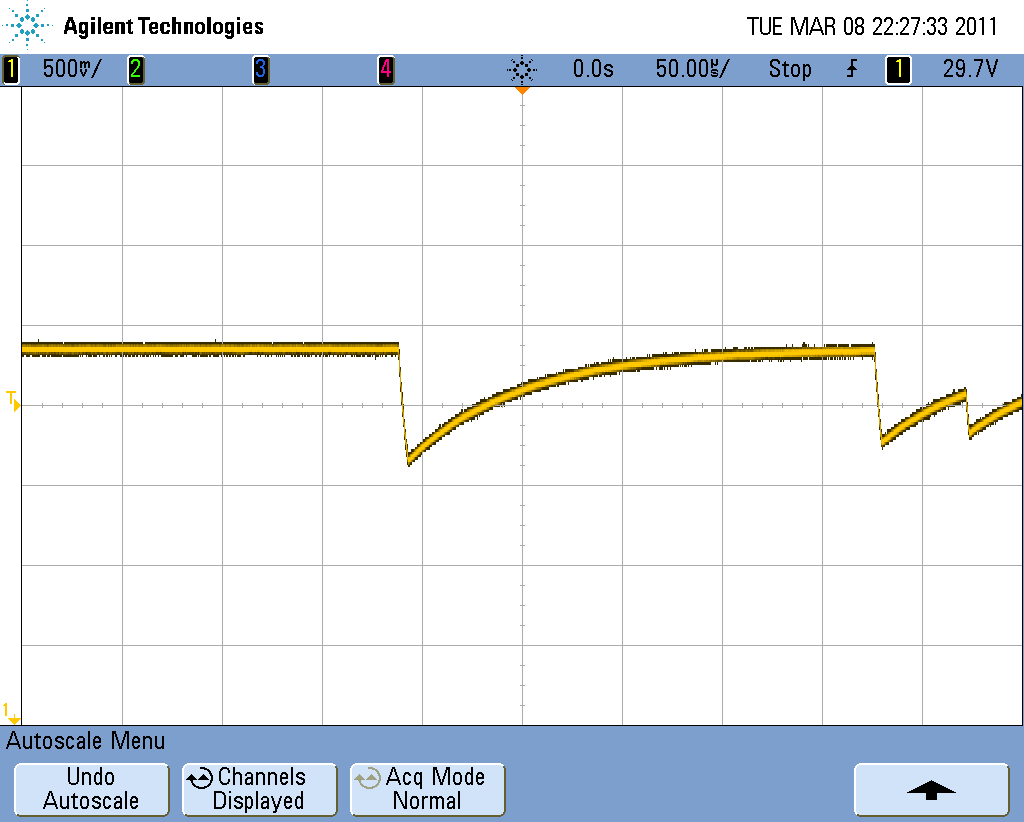 Agilent Technologies TUE MAR 08 22:27:33 2011
1 500mV/ 2 3 4 0.0s 50.00µs/ Stop 1 29.7V
T
1
Autoscale Menu
Undo Autoscale
Channels Displayed
Acq Mode Normal